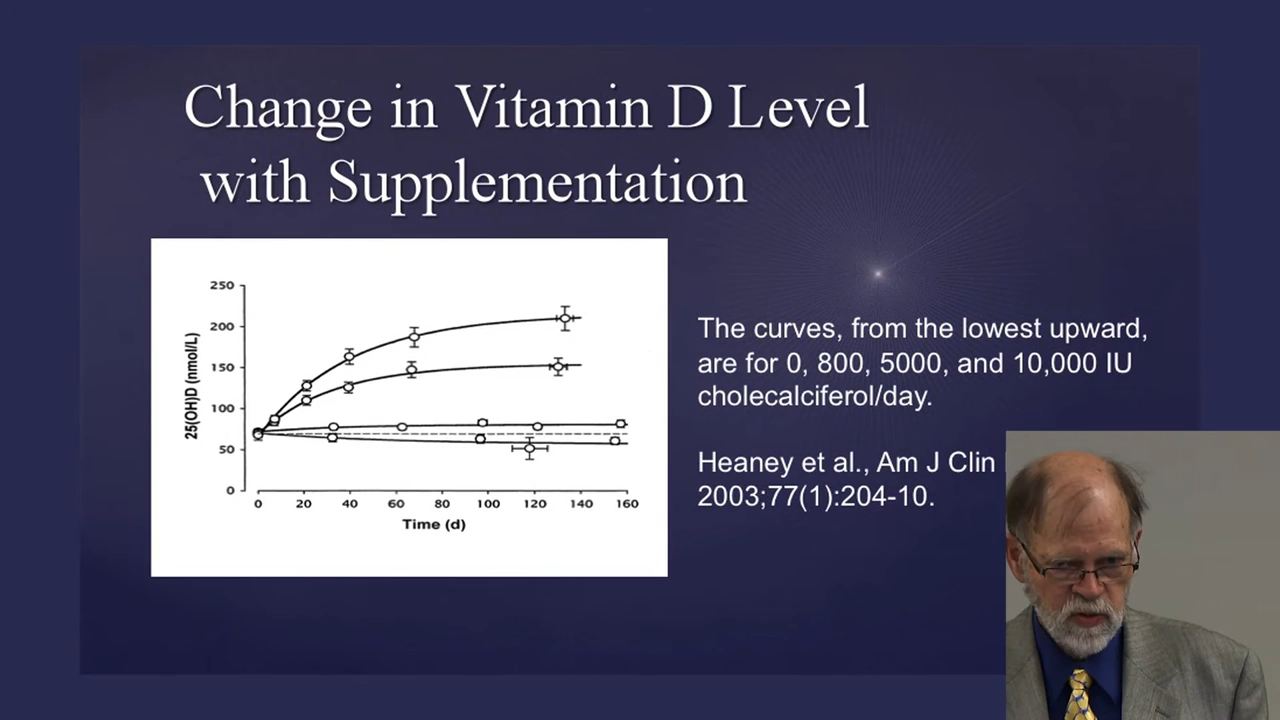 Change in Vitamin D Level
with Supplementation
250
200
150
100
50
0
25(OH)D (nmol/L)
0 20 40 60 80 100 120 140 160
Time (d)
The curves, from the lowest upward,
are for 0, 800, 5000, and 10,000 IU
cholecalciferol/day.
Heaney et al., Am J Clin
2003;77(1):204-10.